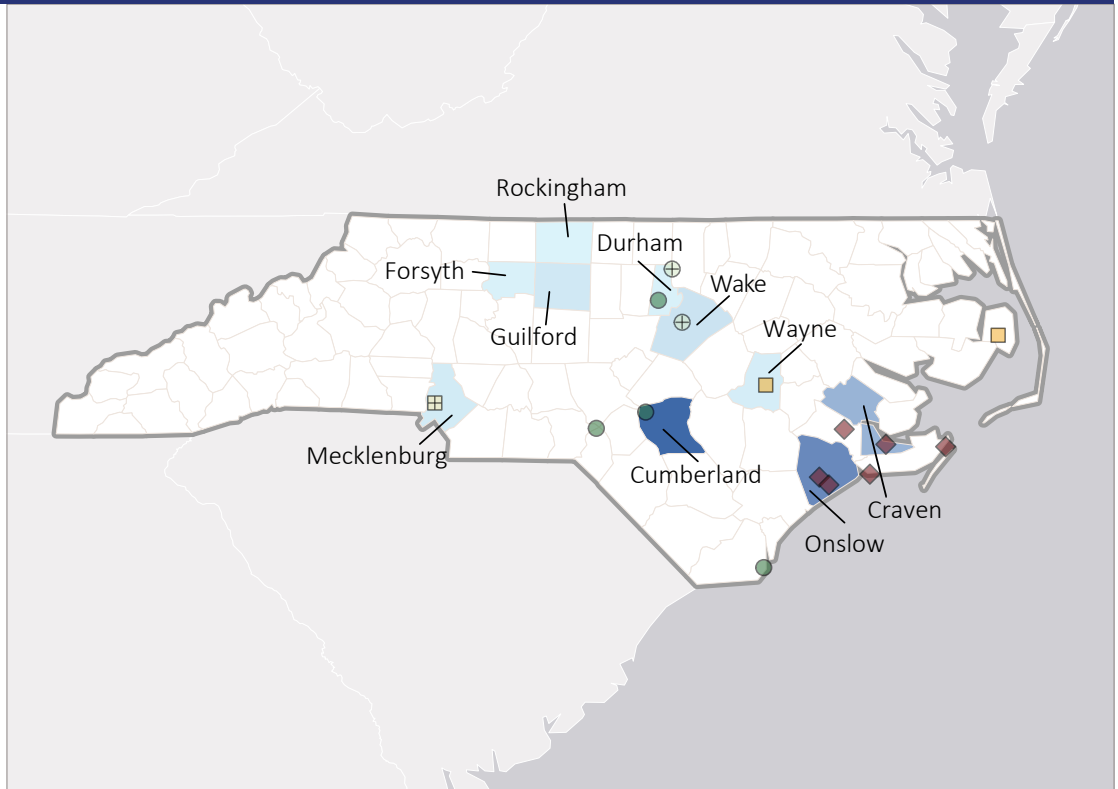 Rockingham
Durham
Forsyth
Wake
Guilford
Wayne
Mecklenburg
Cumberland
Craven
Onslow